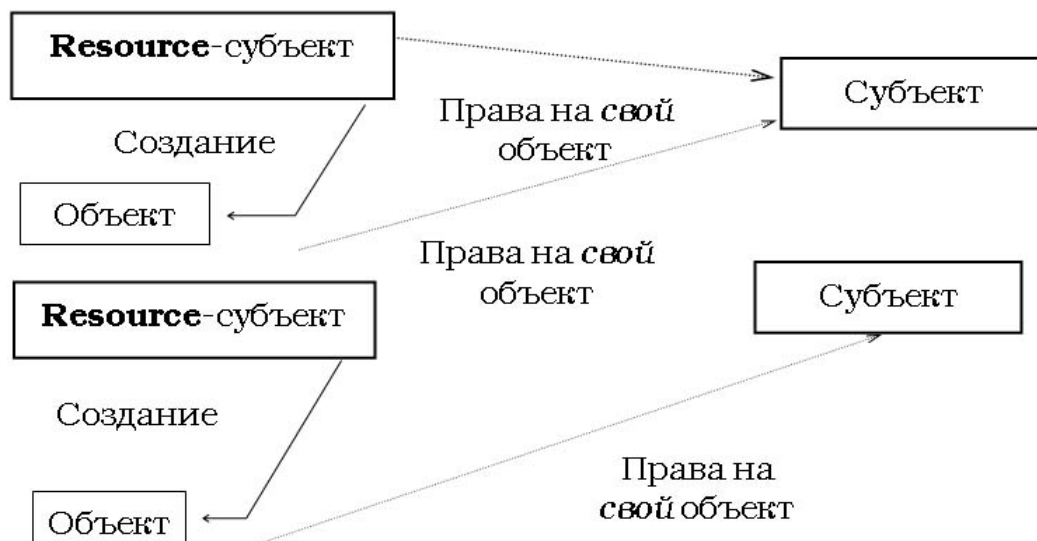 Resource-субъект
Субъект
Права на свой
объект
Создание
Объект
Права на свой
объект
Субъект
Resource-субъект
Создание
Права на
свой объект
Объект